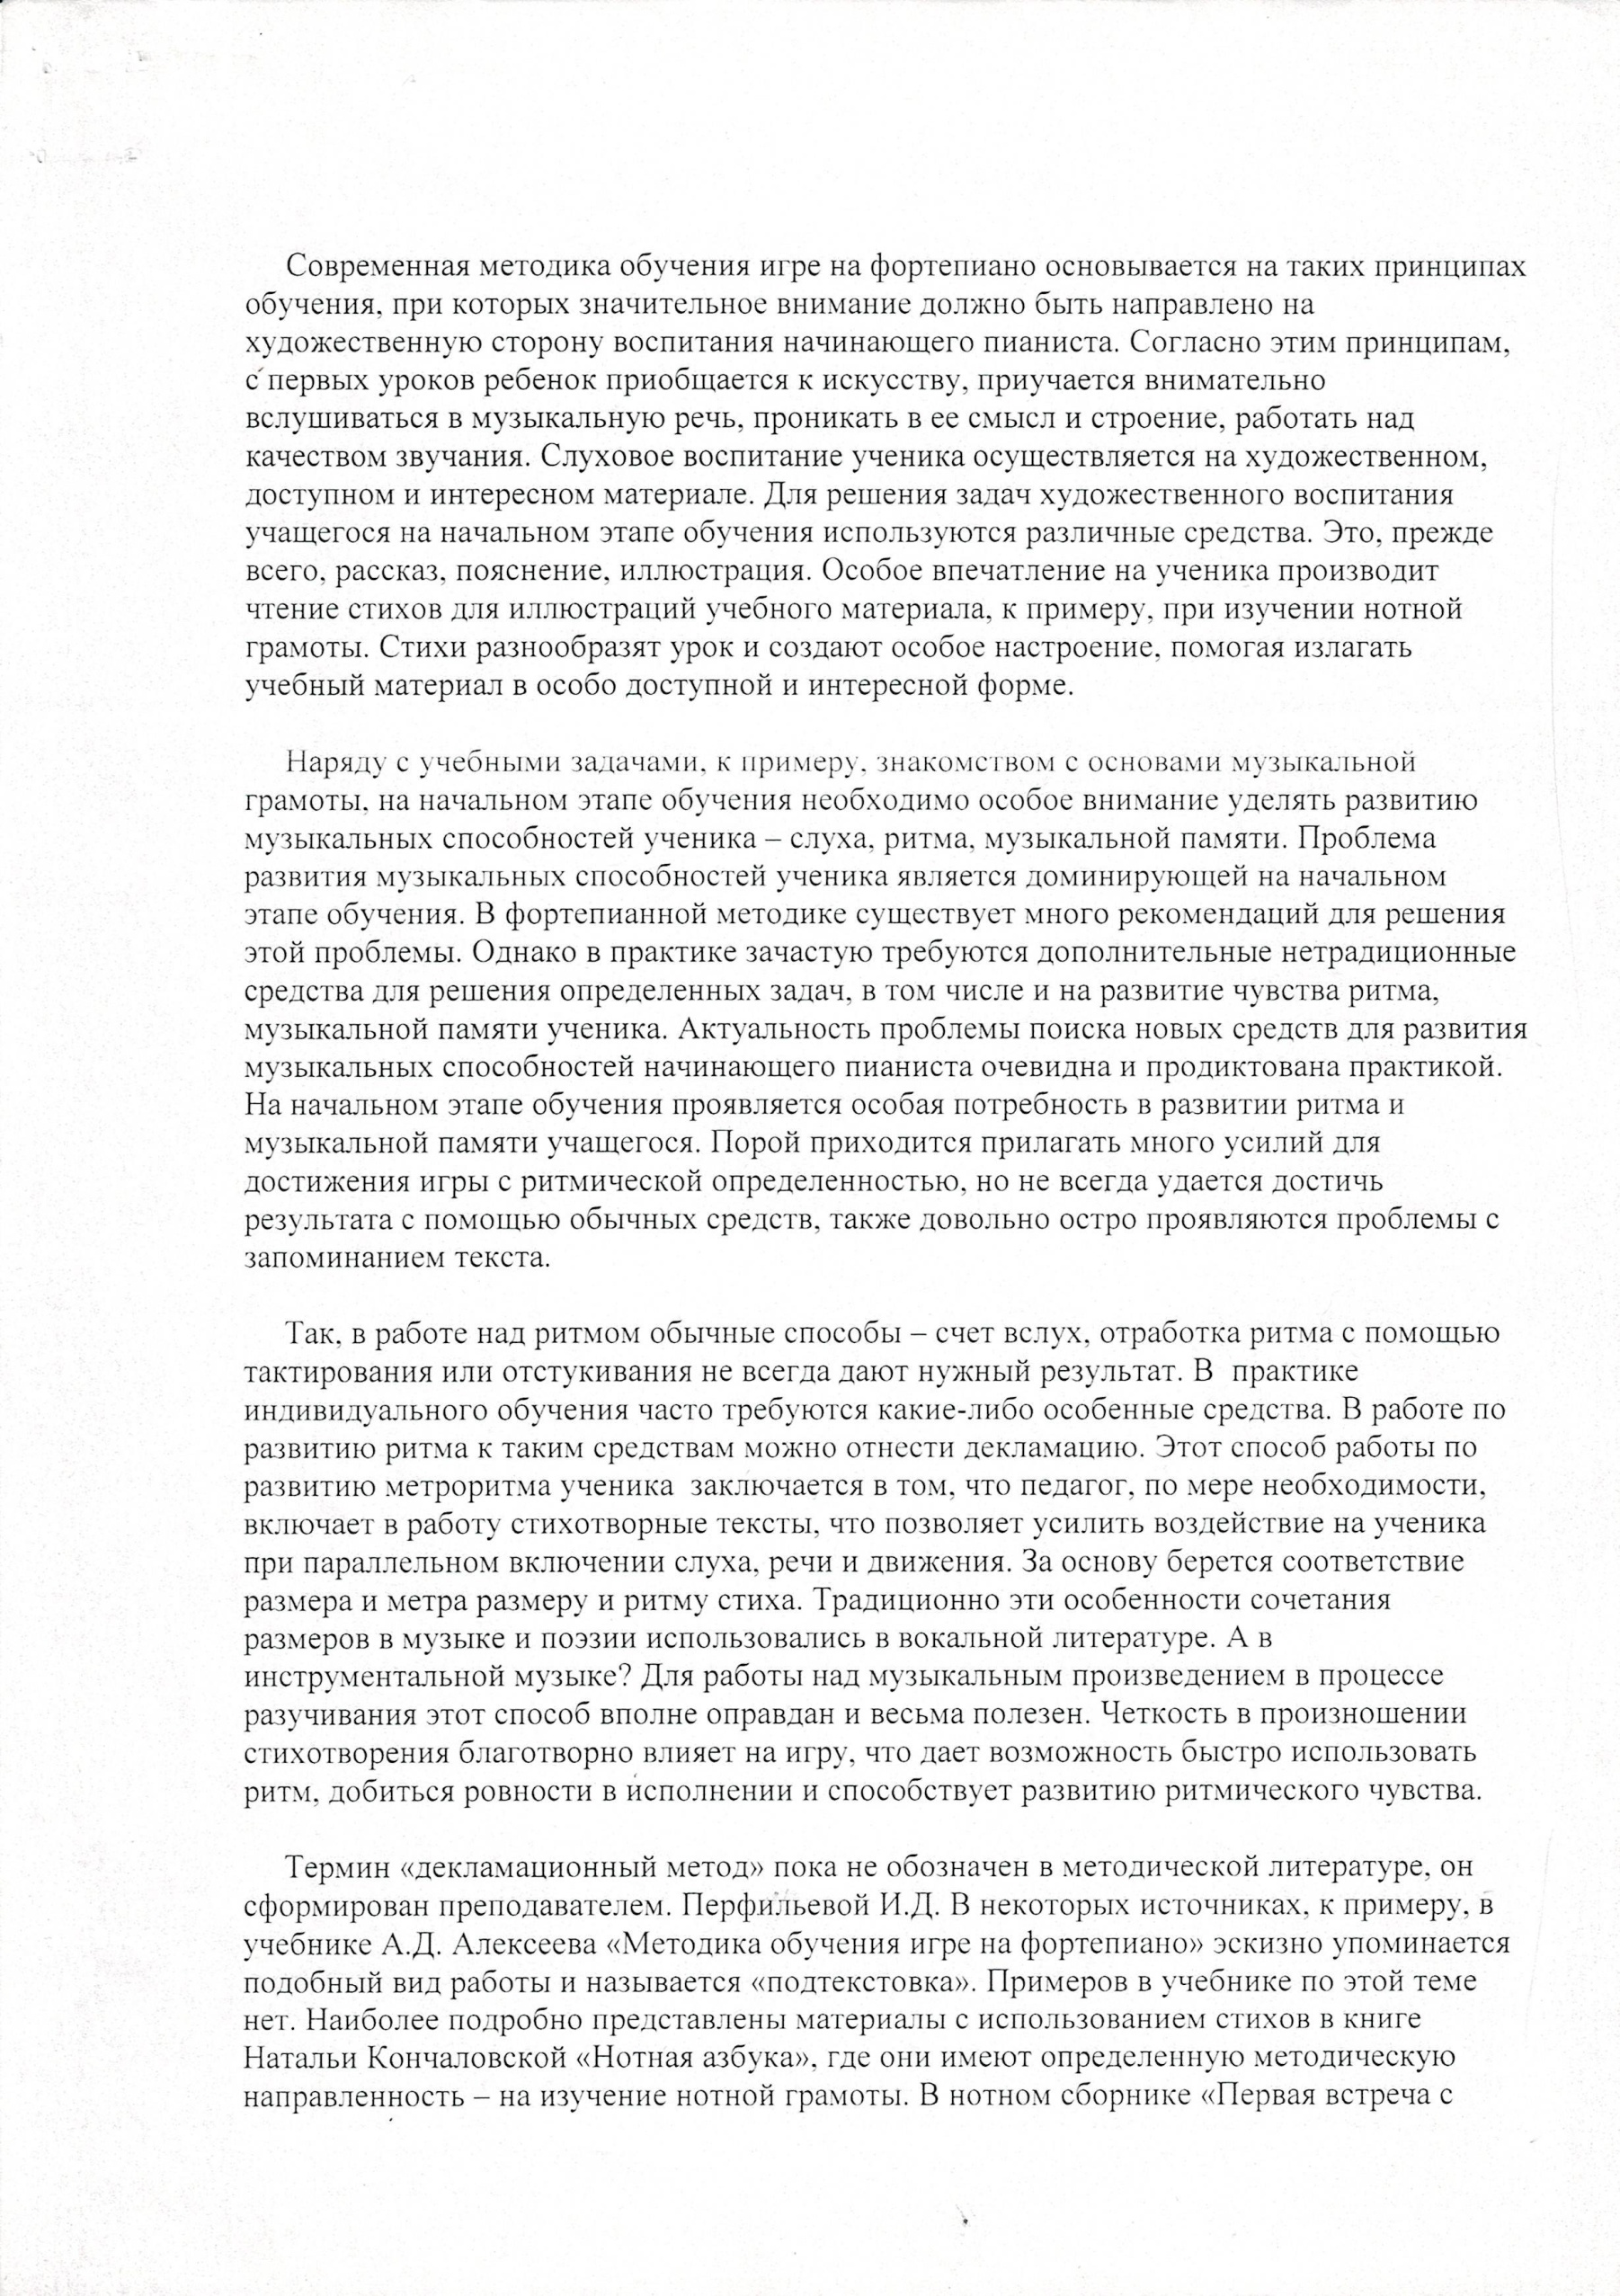 Современная методика обучения игре на фортепиано основывается на таких принципах
обучения, при которых значительное внимание должно быть направлено на
художественную сторону воспитания начинающего пианиста. Согласно этим принципам,
с первых уроков ребенок приобщается к искусству, приучается внимательно
вслушиваться в музыкальную речь, проникать в ее смысл и строение, работать над
качеством звучания. Слуховое воспитание ученика осуществляется на художественном,
доступном и интересном материале. Для решения задач художественного воспитания
учащегося на начальном этапе обучения используются различные средства. Это, прежде
всего, рассказ, пояснение, иллюстрация. Особое впечатление на ученика производит
чтение стихов для иллюстраций учебного материала, к примеру, при изучении нотной
грамоты. Стихи разнообразят урок и создают особое настроение, помогая излагать
учебный материал в особо доступной и интересной форме.
Наряду с учебными задачами, к примеру, знакомством с основами музыкальной
грамоты, на начальном этапе обучения необходимо особое внимание уделять развитию
музыкальных способностей ученика – слуха, ритма, музыкальной памяти. Проблема
развития музыкальных способностей ученика является доминирующей на начальном
этапе обучения. В фортепианной методике существует много рекомендаций для решения
этой проблемы. Однако в практике зачастую требуются дополнительные нетрадиционные
средства для решения определенных задач, в том числе и на развитие чувства ритма,
музыкальной памяти ученика. Актуальность проблемы поиска новых средств для развития
музыкальных способностей начинающего пианиста очевидна и продиктована практикой.
На начальном этапе обучения проявляется особая потребность в развитии ритма и
музыкальной памяти учащегося. Порой приходится прилагать много усилий для
достижения игры с ритмической определенностью, но не всегда удается достичь
результата с помощью обычных средств, также довольно остро проявляются проблемы с
запоминанием текста.
Так, в работе над ритмом обычные способы – счет вслух, отработка ритма с помощью
тактирования или отстукивания не всегда дают нужный результат. В  практике
индивидуального обучения часто требуются какие-либо особенные средства. В работе по
развитию ритма к таким средствам можно отнести декламацию. Этот способ работы по
развитию метроритма ученика  заключается в том, что педагог, по мере необходимости,
включает в работу стихотворные тексты, что позволяет усилить воздействие на ученика
при параллельном включении слуха, речи и движения. За основу берется соответствие
размера и метра размеру и ритму стиха. Традиционно эти особенности сочетания
размеров в музыке и поэзии использовались в вокальной литературе. А в
инструментальной музыке? Для работы над музыкальным произведением в процессе
разучивания этот способ вполне оправдан и весьма полезен. Четкость в произношении
стихотворения благотворно влияет на игру, что дает возможность быстро использовать
ритм, добиться ровности в исполнении и способствует развитию ритмического чувства.
Термин «декламационный метод» пока не обозначен в методической литературе, он
сформирован преподавателем. Перфильевой И.Д. В некоторых источниках, к примеру, в
учебнике А.Д. Алексеева «Методика обучения игре на фортепиано» эскизно упоминается
подобный вид работы и называется «подтекстовка». Примеров в учебнике по этой теме
нет. Наиболее подробно представлены материалы с использованием стихов в книге
Натальи Кончаловской «Нотная азбука», где они имеют определенную методическую
направленность – на изучение нотной грамоты. В нотном сборнике «Первая встреча с